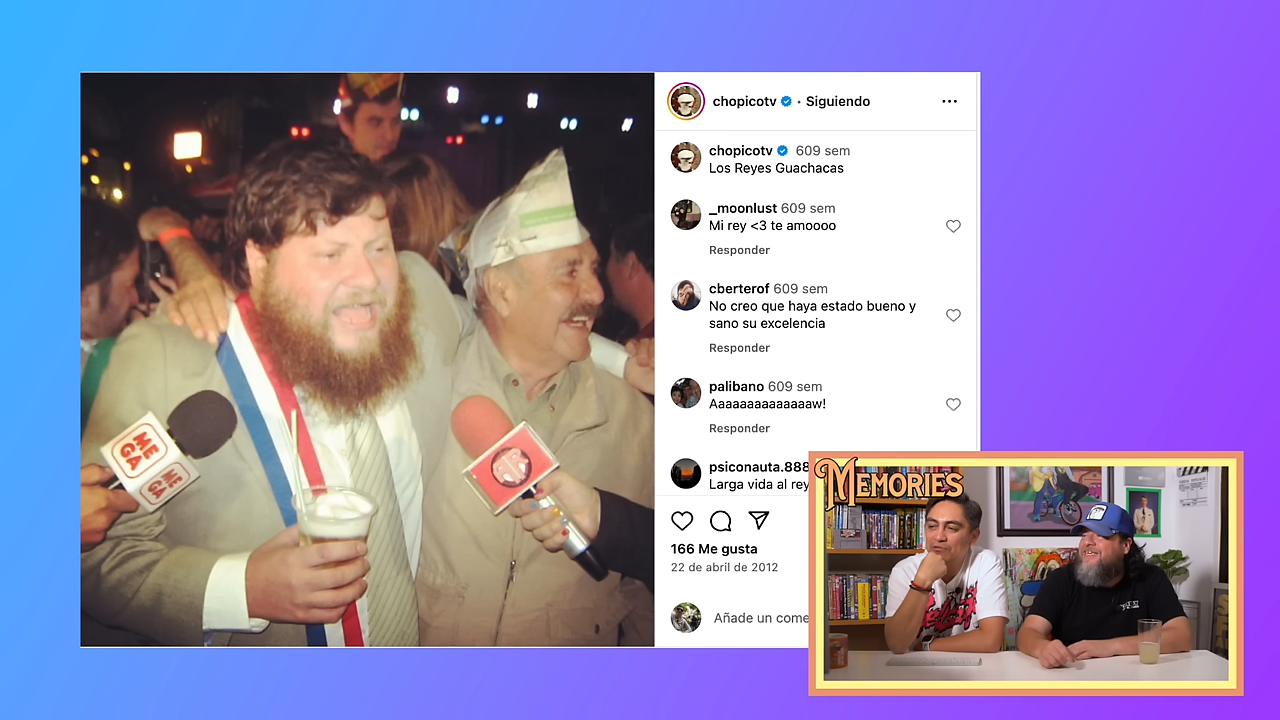 chopicotv • Siguiendo
chopicotv 609 sem
Los Reyes Guachacas
_moonlust 609 sem
Mi rey <3 te amoooo
Responder
cberterof 609 sem
No creo que haya estado bueno y
sano su excelencia
Responder
palibano 609 sem
Aaaaaaaaaaaaaaw!
Responder
psiconauta.888
Larga vida al rey
166 Me gusta
22 de abril de 2012
Añade un come
MEGA
MEGA
MEMORIES